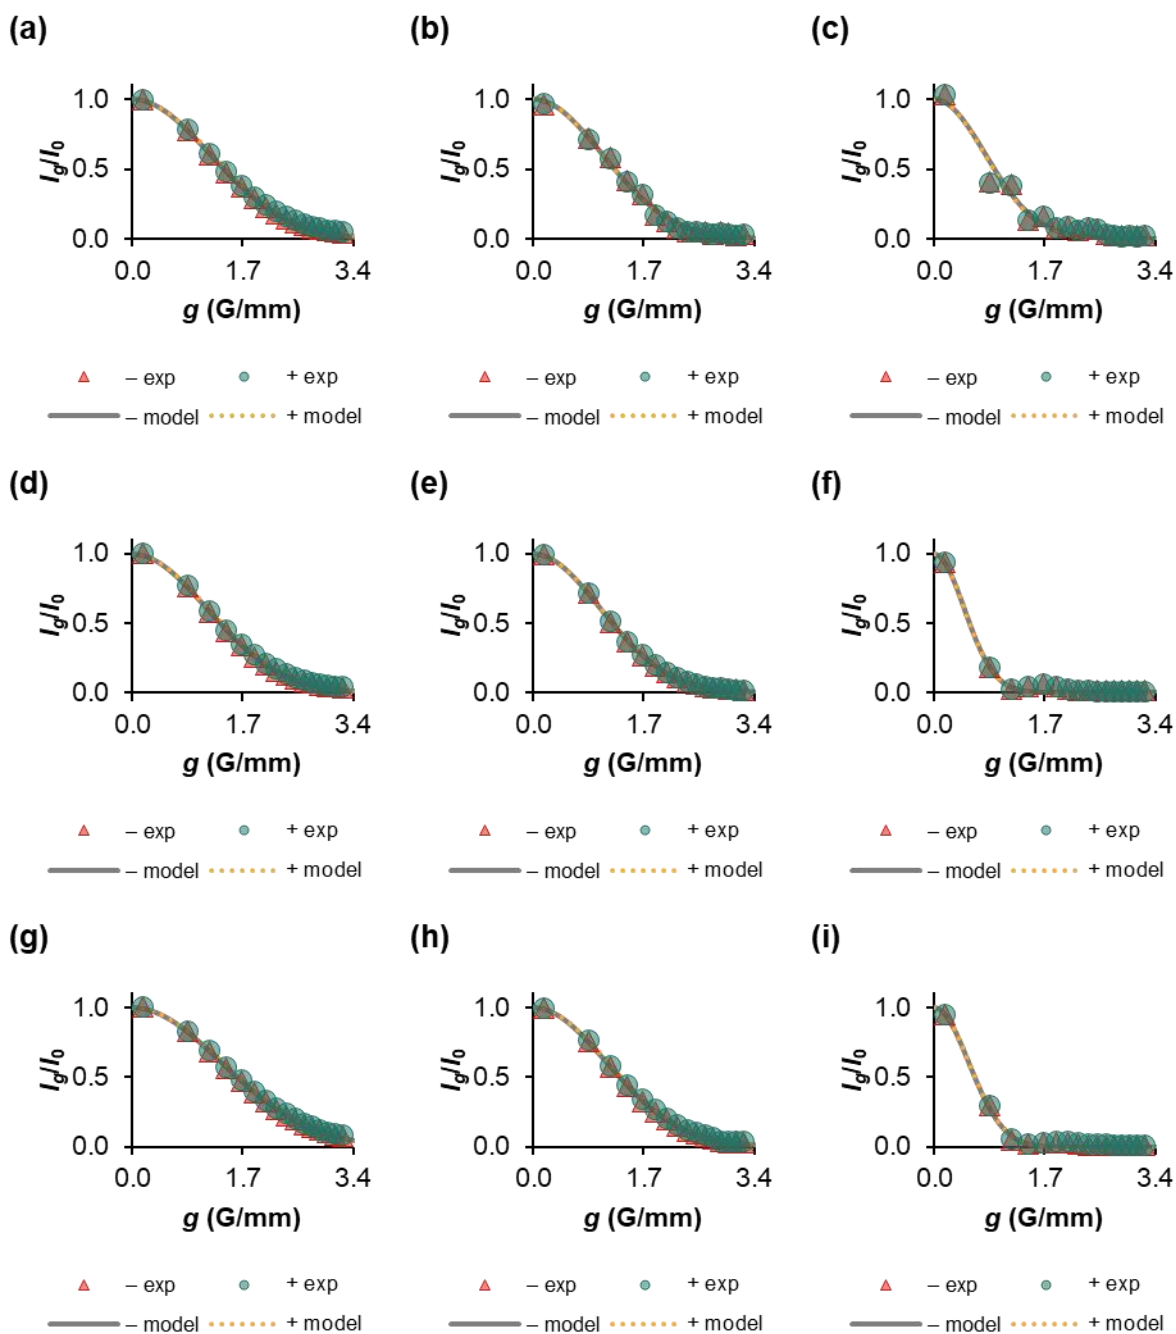 (a) (b) (c)
1.0 1.0 1.0
Ig/I0 0.5 Ig/I0 0.5 Ig/I0 0.5
0.0 0.0 0.0
0.0 1.7 3.4 0.0 1.7 3.4 0.0 1.7 3.4
g (G/mm) g (G/mm) g (G/mm)
– exp + exp – exp + exp – exp + exp
– model + model – model + model – model + model
(d) (e) (f)
1.0 1.0 1.0
Ig/I0 0.5 Ig/I0 0.5 Ig/I0 0.5
0.0 0.0 0.0
0.0 1.7 3.4 0.0 1.7 3.4 0.0 1.7 3.4
g (G/mm) g (G/mm) g (G/mm)
– exp + exp – exp + exp – exp + exp
– model + model – model + model – model + model
(g) (h) (i)
1.0 1.0 1.0
Ig/I0 0.5 Ig/I0 0.5 Ig/I0 0.5
0.0 0.0 0.0
0.0 1.7 3.4 0.0 1.7 3.4 0.0 1.7 3.4
g (G/mm) g (G/mm) g (G/mm)
– exp + exp – exp + exp – exp + exp
– model + model – model + model – model + model